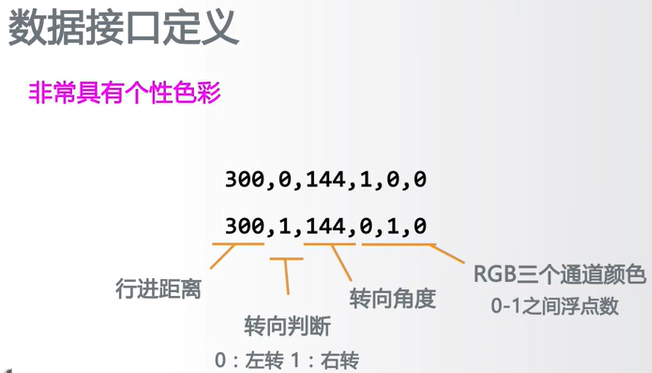 数据接口定义
非常具有个性色彩
300,0,144,1,0,0
300,1,144,0,1,0
行进距离
转向判断
0：左转 1：右转
转向角度
RGB三个通道颜色
0-1之间浮点数